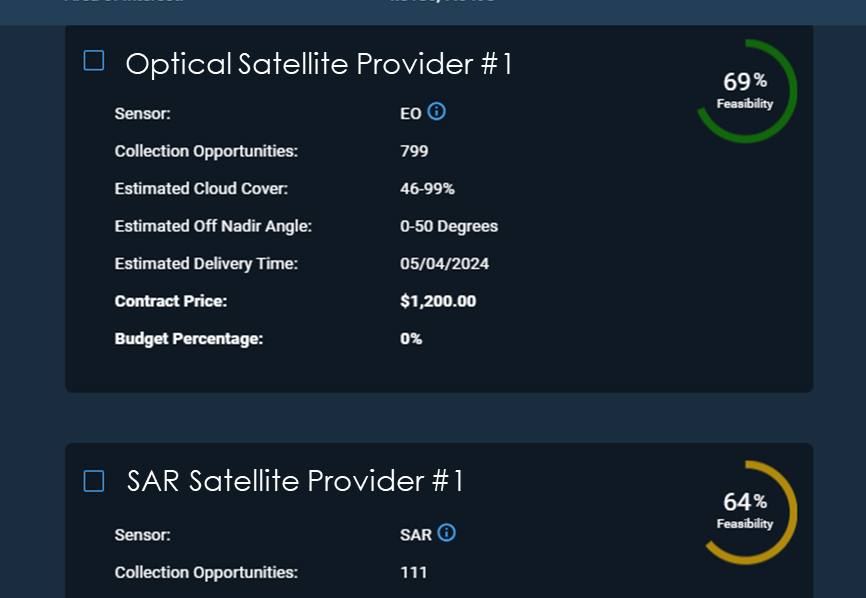 Optical Satellite Provider #1
69%
Feasibility
Sensor: EO
Collection Opportunities: 799
Estimated Cloud Cover: 46-99%
Estimated Off Nadir Angle: 0-50 Degrees
Estimated Delivery Time: 05/04/2024
Contract Price: $1,200.00
Budget Percentage: 0%
SAR Satellite Provider #1
64%
Feasibility
Sensor: SAR
Collection Opportunities: 111